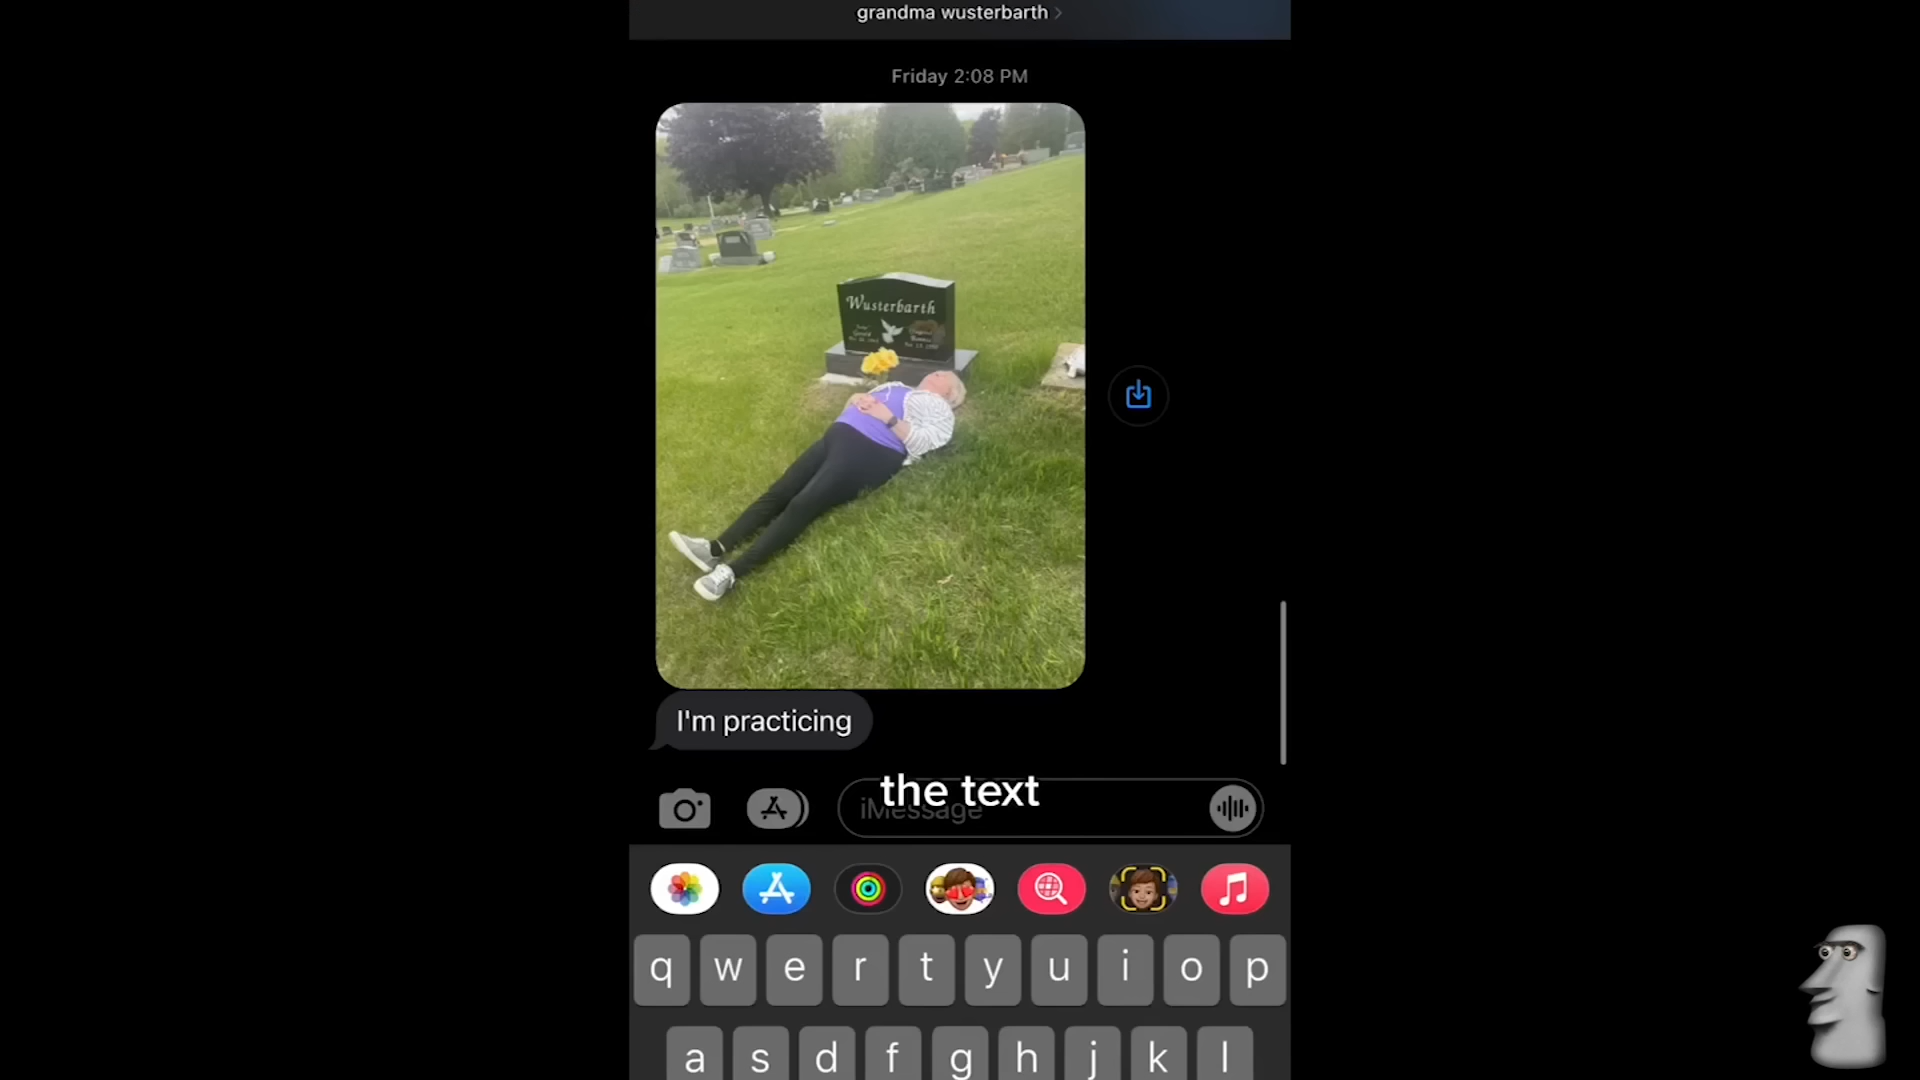 grandma wusterbarth
Friday 2:08 PM
Wusterbarth
I'm practicing
the text
iMessage
q w e r t y u i o p
a s d f g h j k l